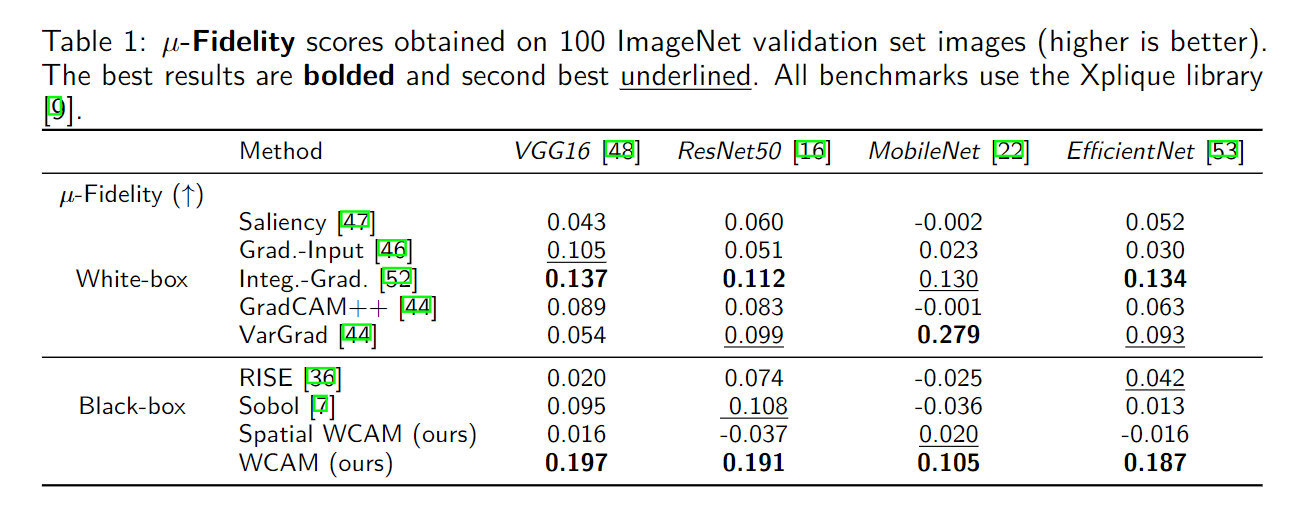 Table 1: μ-Fidelity scores obtained on 100 ImageNet validation set images (higher is better).
The best results are bolded and second best underlined. All benchmarks use the Xplique library
[9].
Method VGG16 [48] ResNet50 [16] MobileNet [22] EfficientNet [53]
μ-Fidelity (↑)
Saliency [47] 0.043 0.060 -0.002 0.052
Grad.-Input [46] 0.105 0.051 0.023 0.030
White-box Integ.-Grad. [52] 0.137 0.112 0.130 0.134
GradCAM++ [44] 0.089 0.083 -0.001 0.063
VarGrad [44] 0.054 0.099 0.279 0.093
RISE [36] 0.020 0.074 -0.025 0.042
Black-box Sobol [7] 0.095 0.108 -0.036 0.013
Spatial WCAM (ours) 0.016 -0.037 0.020 -0.016
WCAM (ours) 0.197 0.191 0.105 0.187